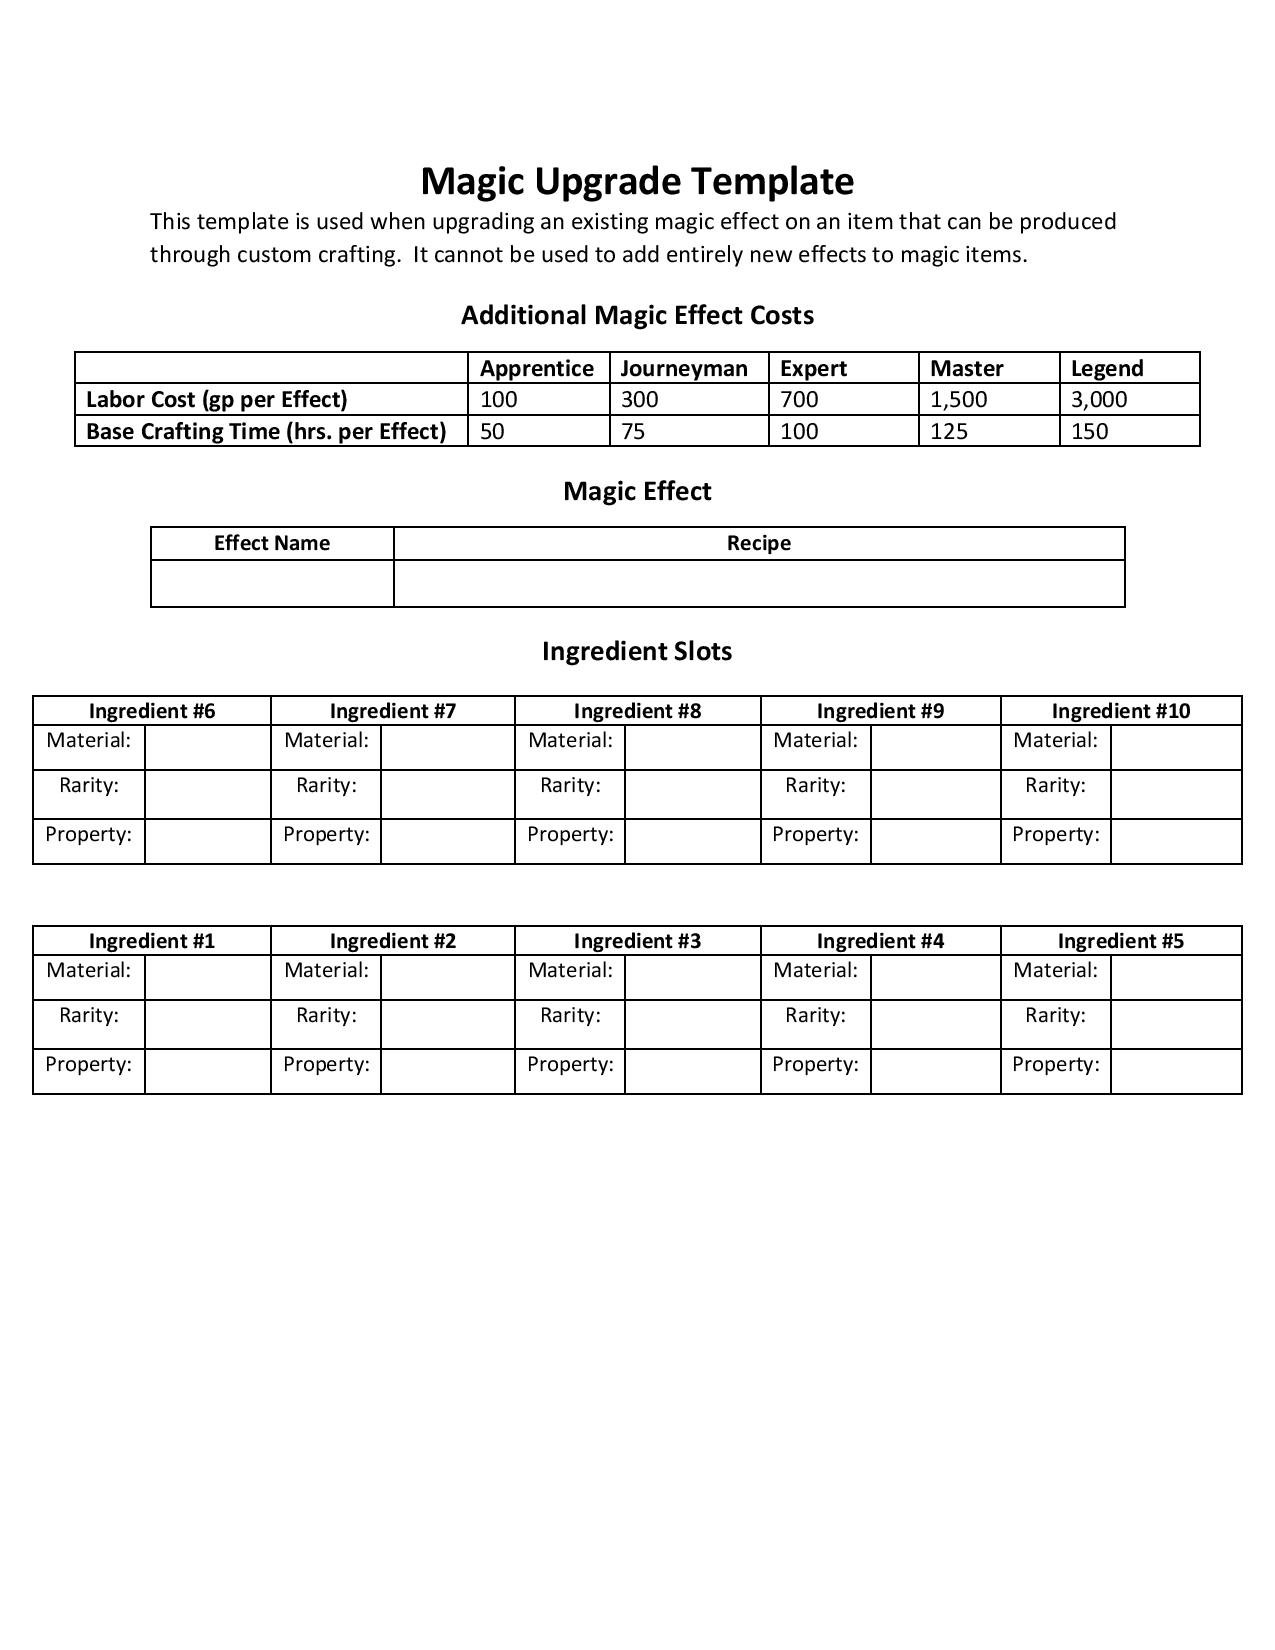 Magic Upgrade Template
This template is used when upgrading an existing magic effect on an item that can be produced
through custom crafting.  It cannot be used to add entirely new effects to magic items.
Additional Magic Effect Costs
Apprentice Journeyman Expert Master Legend
Labor Cost (gp per Effect) 100 300 700 1,500 3,000
Base Crafting Time (hrs. per Effect) 50 75 100 125 150
Magic Effect
Effect Name Recipe
Ingredient Slots
Ingredient #6 Ingredient #7 Ingredient #8 Ingredient #9 Ingredient #10
Material: Material: Material: Material: Material:
Rarity: Rarity: Rarity: Rarity: Rarity:
Property: Property: Property: Property: Property:
Ingredient #1 Ingredient #2 Ingredient #3 Ingredient #4 Ingredient #5
Material: Material: Material: Material: Material:
Rarity: Rarity: Rarity: Rarity: Rarity:
Property: Property: Property: Property: Property: